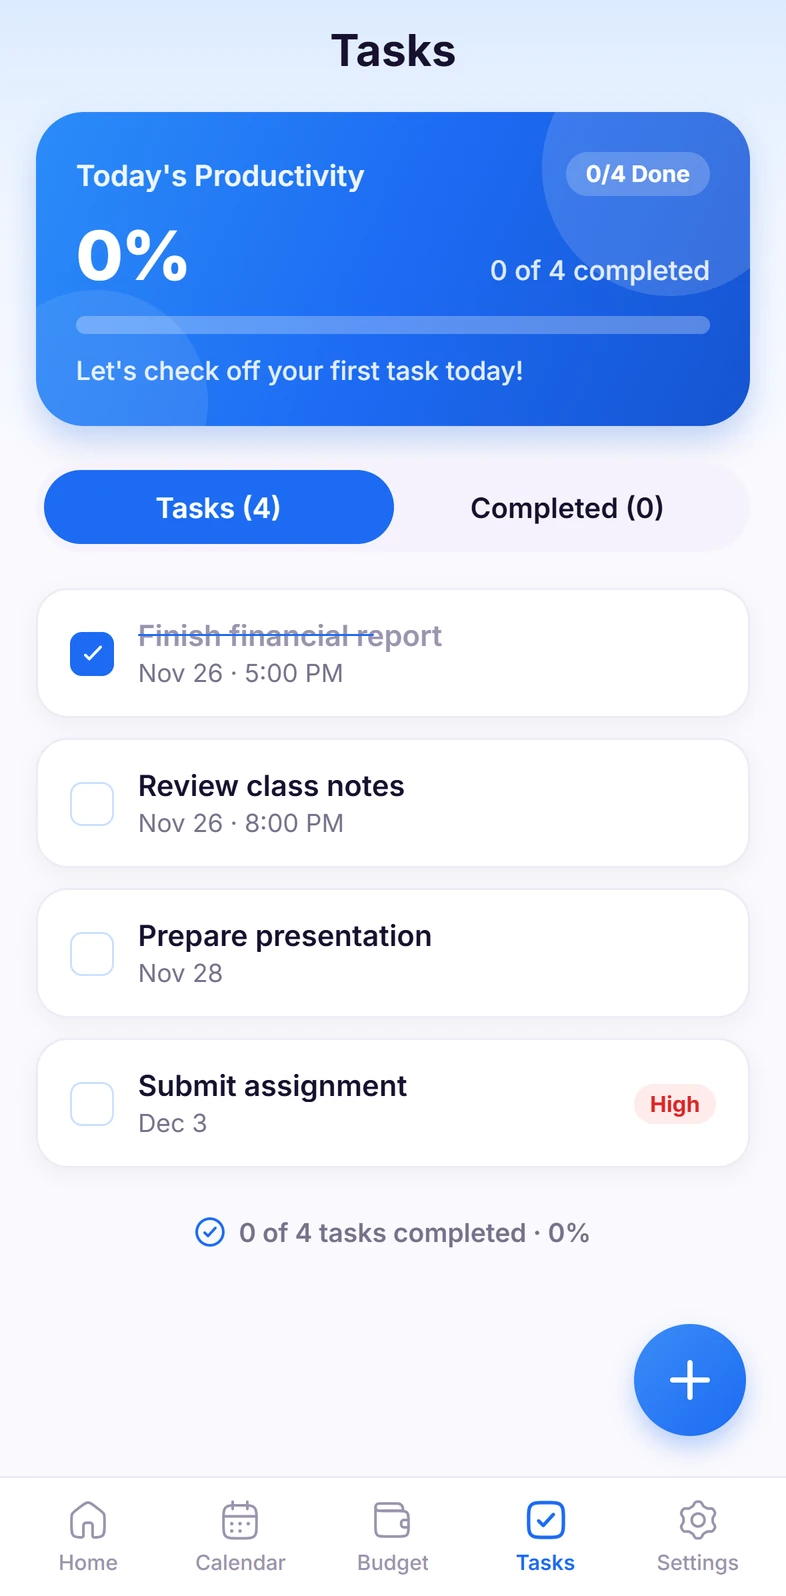 Tasks
Today's Productivity
0/4 Done
0%
0 of 4 completed
Let's check off your first task today!
Tasks (4)
Completed (0)
Finish financial report
Nov 26 · 5:00 PM
Review class notes
Nov 26 · 8:00 PM
Prepare presentation
Nov 28
Submit assignment
Dec 3
High
0 of 4 tasks completed · 0%
Home
Calendar
Budget
Tasks
Settings